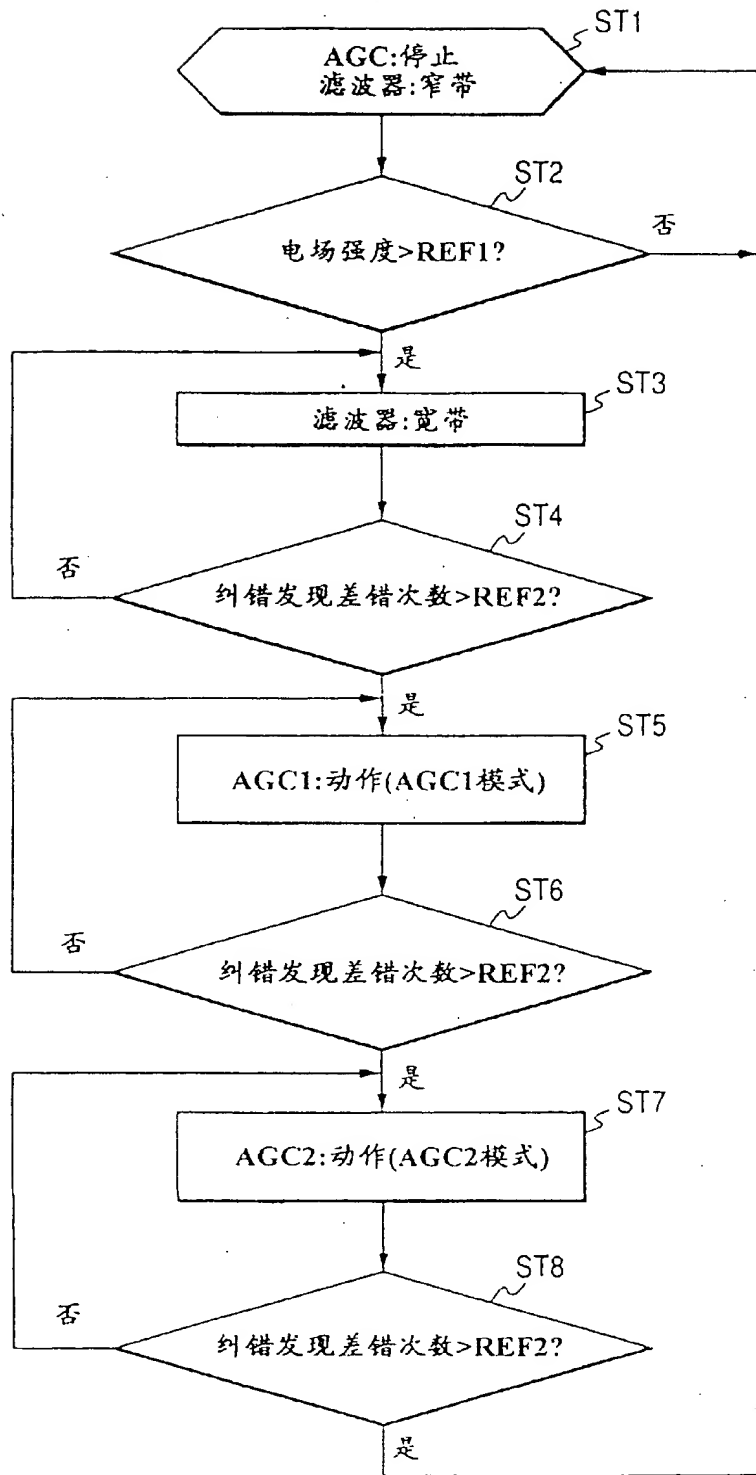 ST1
AGC:停止
滤波器:窄带
ST2
电场强度>REF1?
否
是
ST3
滤波器:宽带
ST4
否
纠错发现差错次数>REF2?
是
ST5
AGC1:动作(AGC1模式)
ST6
否
纠错发现差错次数>REF2?
是
ST7
AGC2:动作(AGC2模式)
ST8
否
纠错发现差错次数>REF2?
是